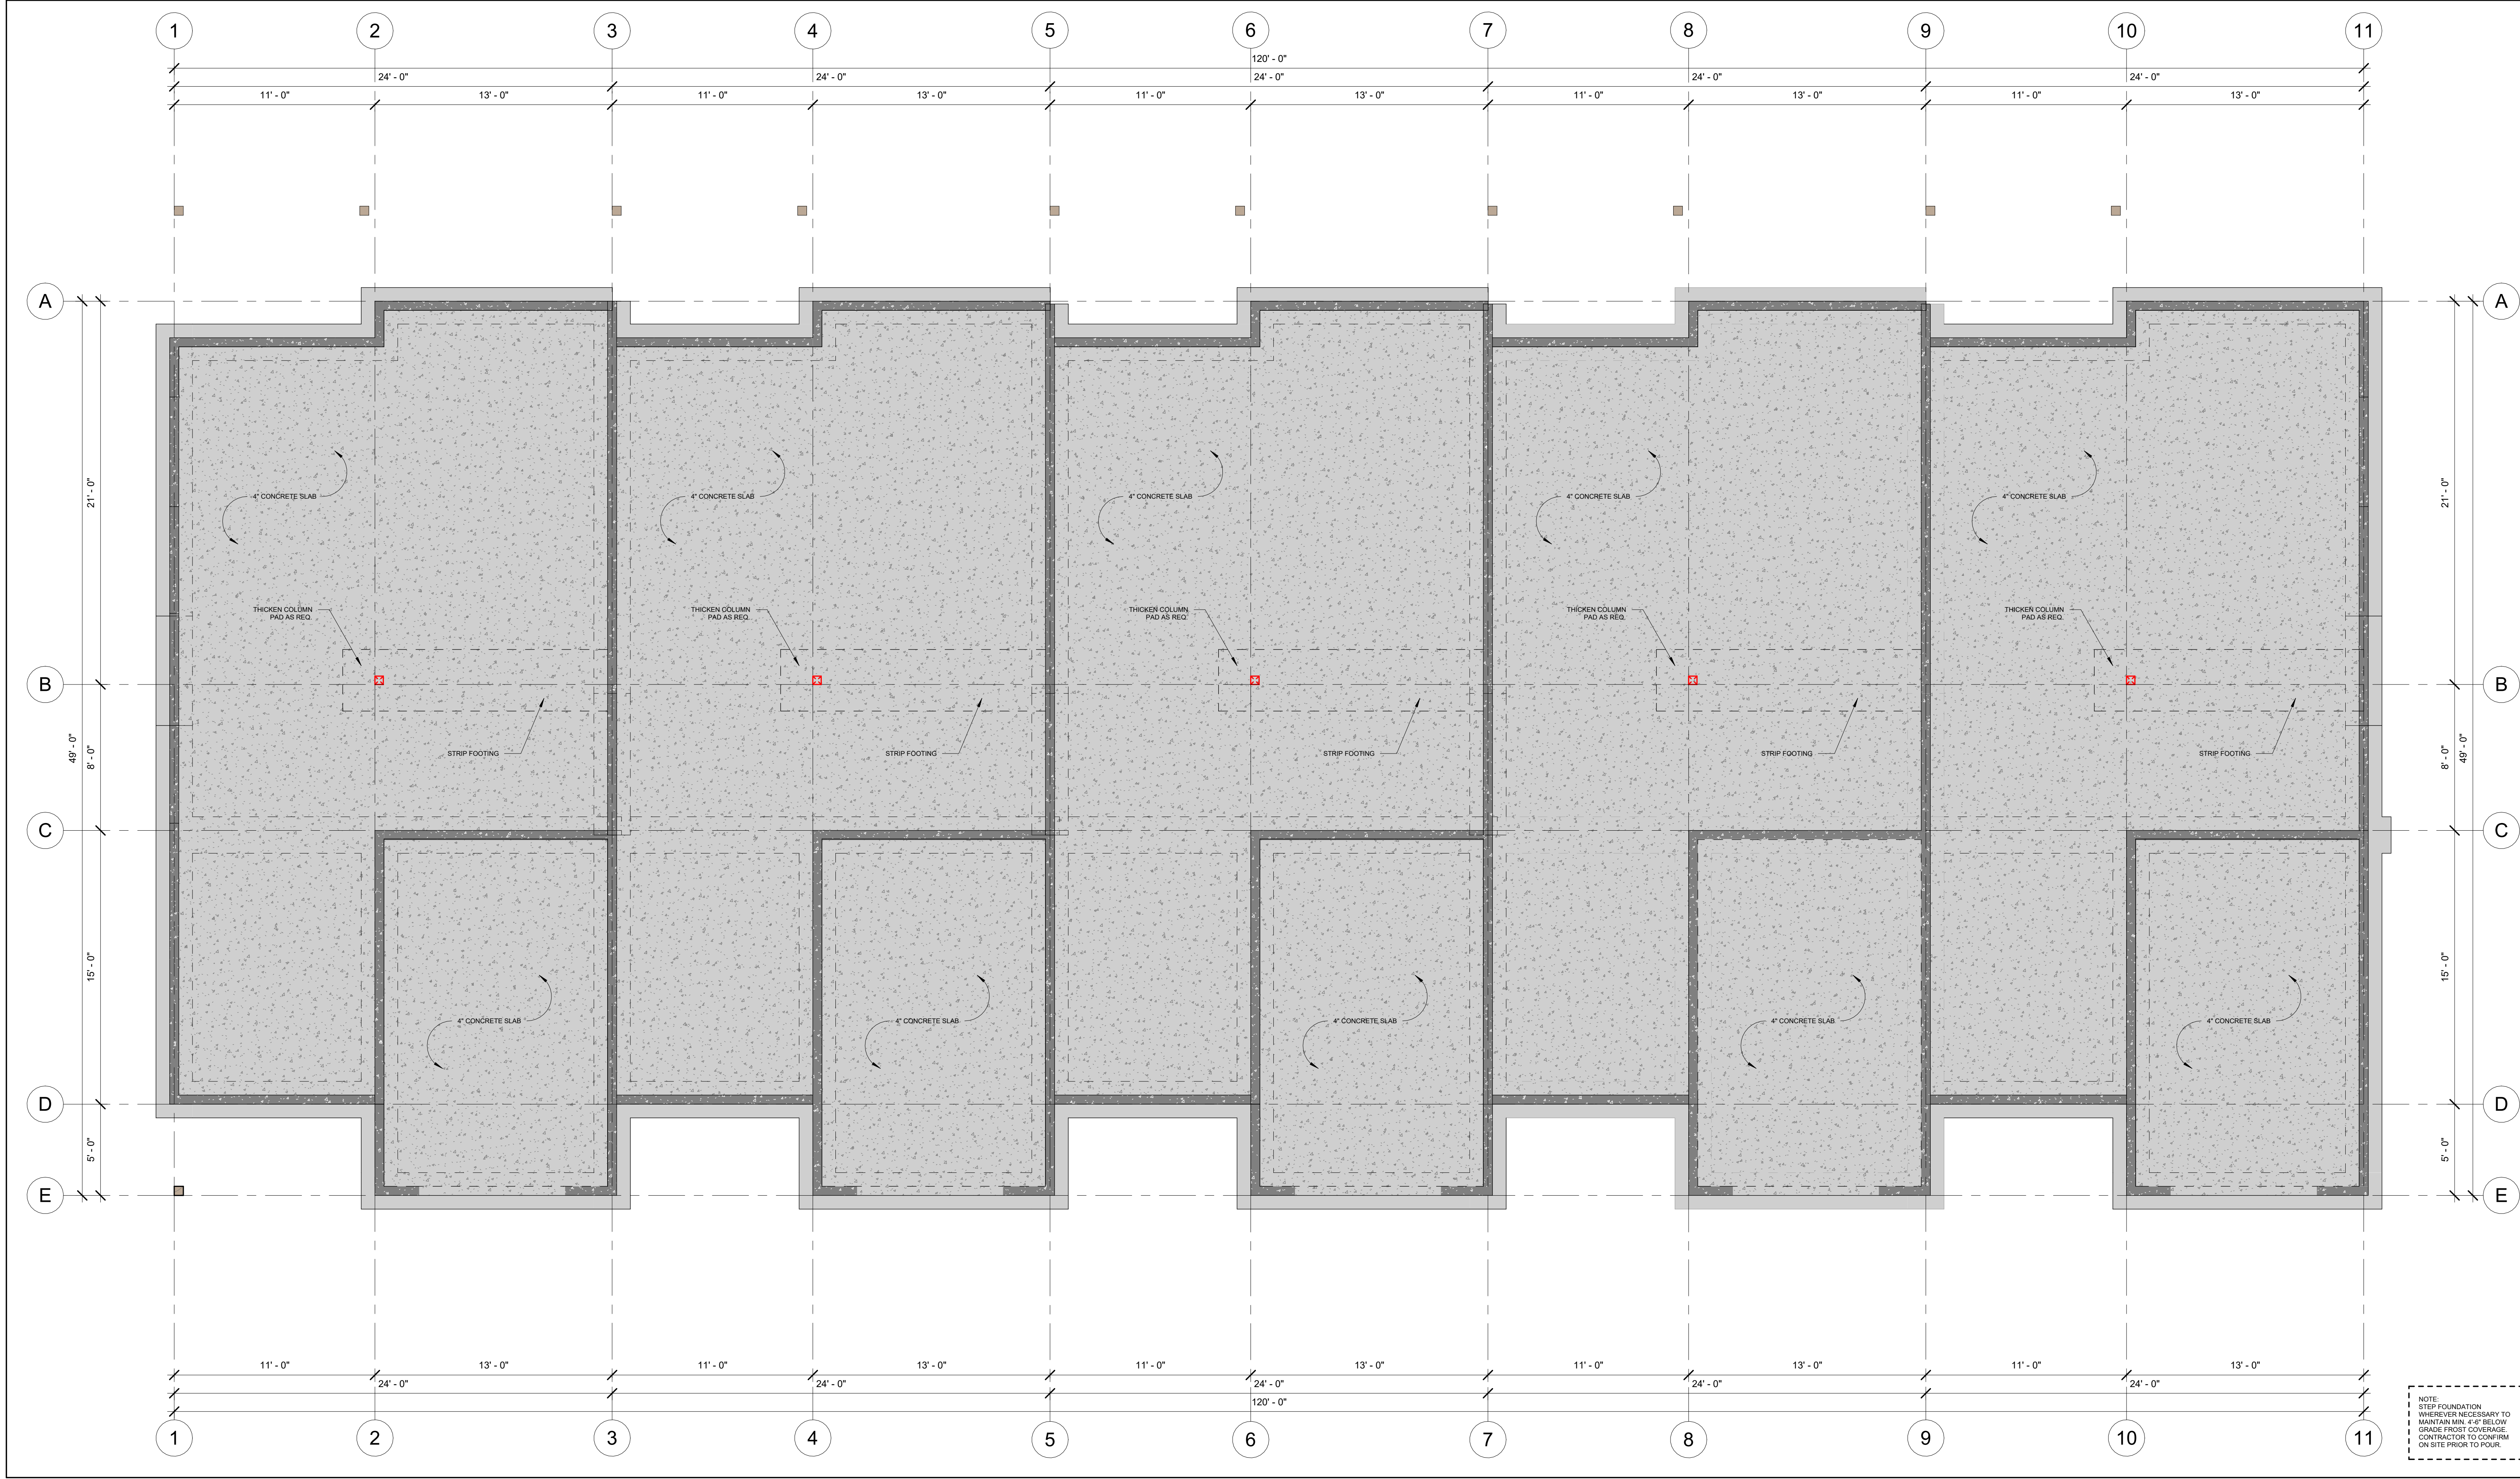 1 2 3 4 5 6 7 8 9 10 11
120' - 0"
24' - 0" 24' - 0" 24' - 0" 24' - 0" 24' - 0"
11' - 0" 13' - 0" 11' - 0" 13' - 0" 11' - 0" 13' - 0" 11' - 0" 13' - 0" 11' - 0" 13' - 0"
A A
21' - 0" 21' - 0"
4" CONCRETE SLAB 4" CONCRETE SLAB 4" CONCRETE SLAB 4" CONCRETE SLAB 4" CONCRETE SLAB
THICKEN COLUMN THICKEN COLUMN THICKEN COLUMN THICKEN COLUMN THICKEN COLUMN
PAD AS REQ. PAD AS REQ. PAD AS REQ. PAD AS REQ. PAD AS REQ.
B B
49' - 0" 8' - 0" STRIP FOOTING STRIP FOOTING STRIP FOOTING STRIP FOOTING STRIP FOOTING 8' - 0" 49' - 0"
C C
15' - 0" 15' - 0"
4" CONCRETE SLAB 4" CONCRETE SLAB 4" CONCRETE SLAB 4" CONCRETE SLAB 4" CONCRETE SLAB
D D
5' - 0" 5' - 0"
E E
11' - 0" 13' - 0" 11' - 0" 13' - 0" 11' - 0" 13' - 0" 11' - 0" 13' - 0" 11' - 0" 13' - 0"
24' - 0" 24' - 0" 24' - 0" 24' - 0" 24' - 0"
120' - 0"
1 2 3 4 5 6 7 8 9 10 11
NOTE:
STEP FOUNDATION
WHEREVER NECESSARY TO
MAINTAIN MIN. 4'-6" BELOW
GRADE FROST COVERAGE.
CONTRACTOR TO CONFIRM
ON SITE PRIOR TO POUR.